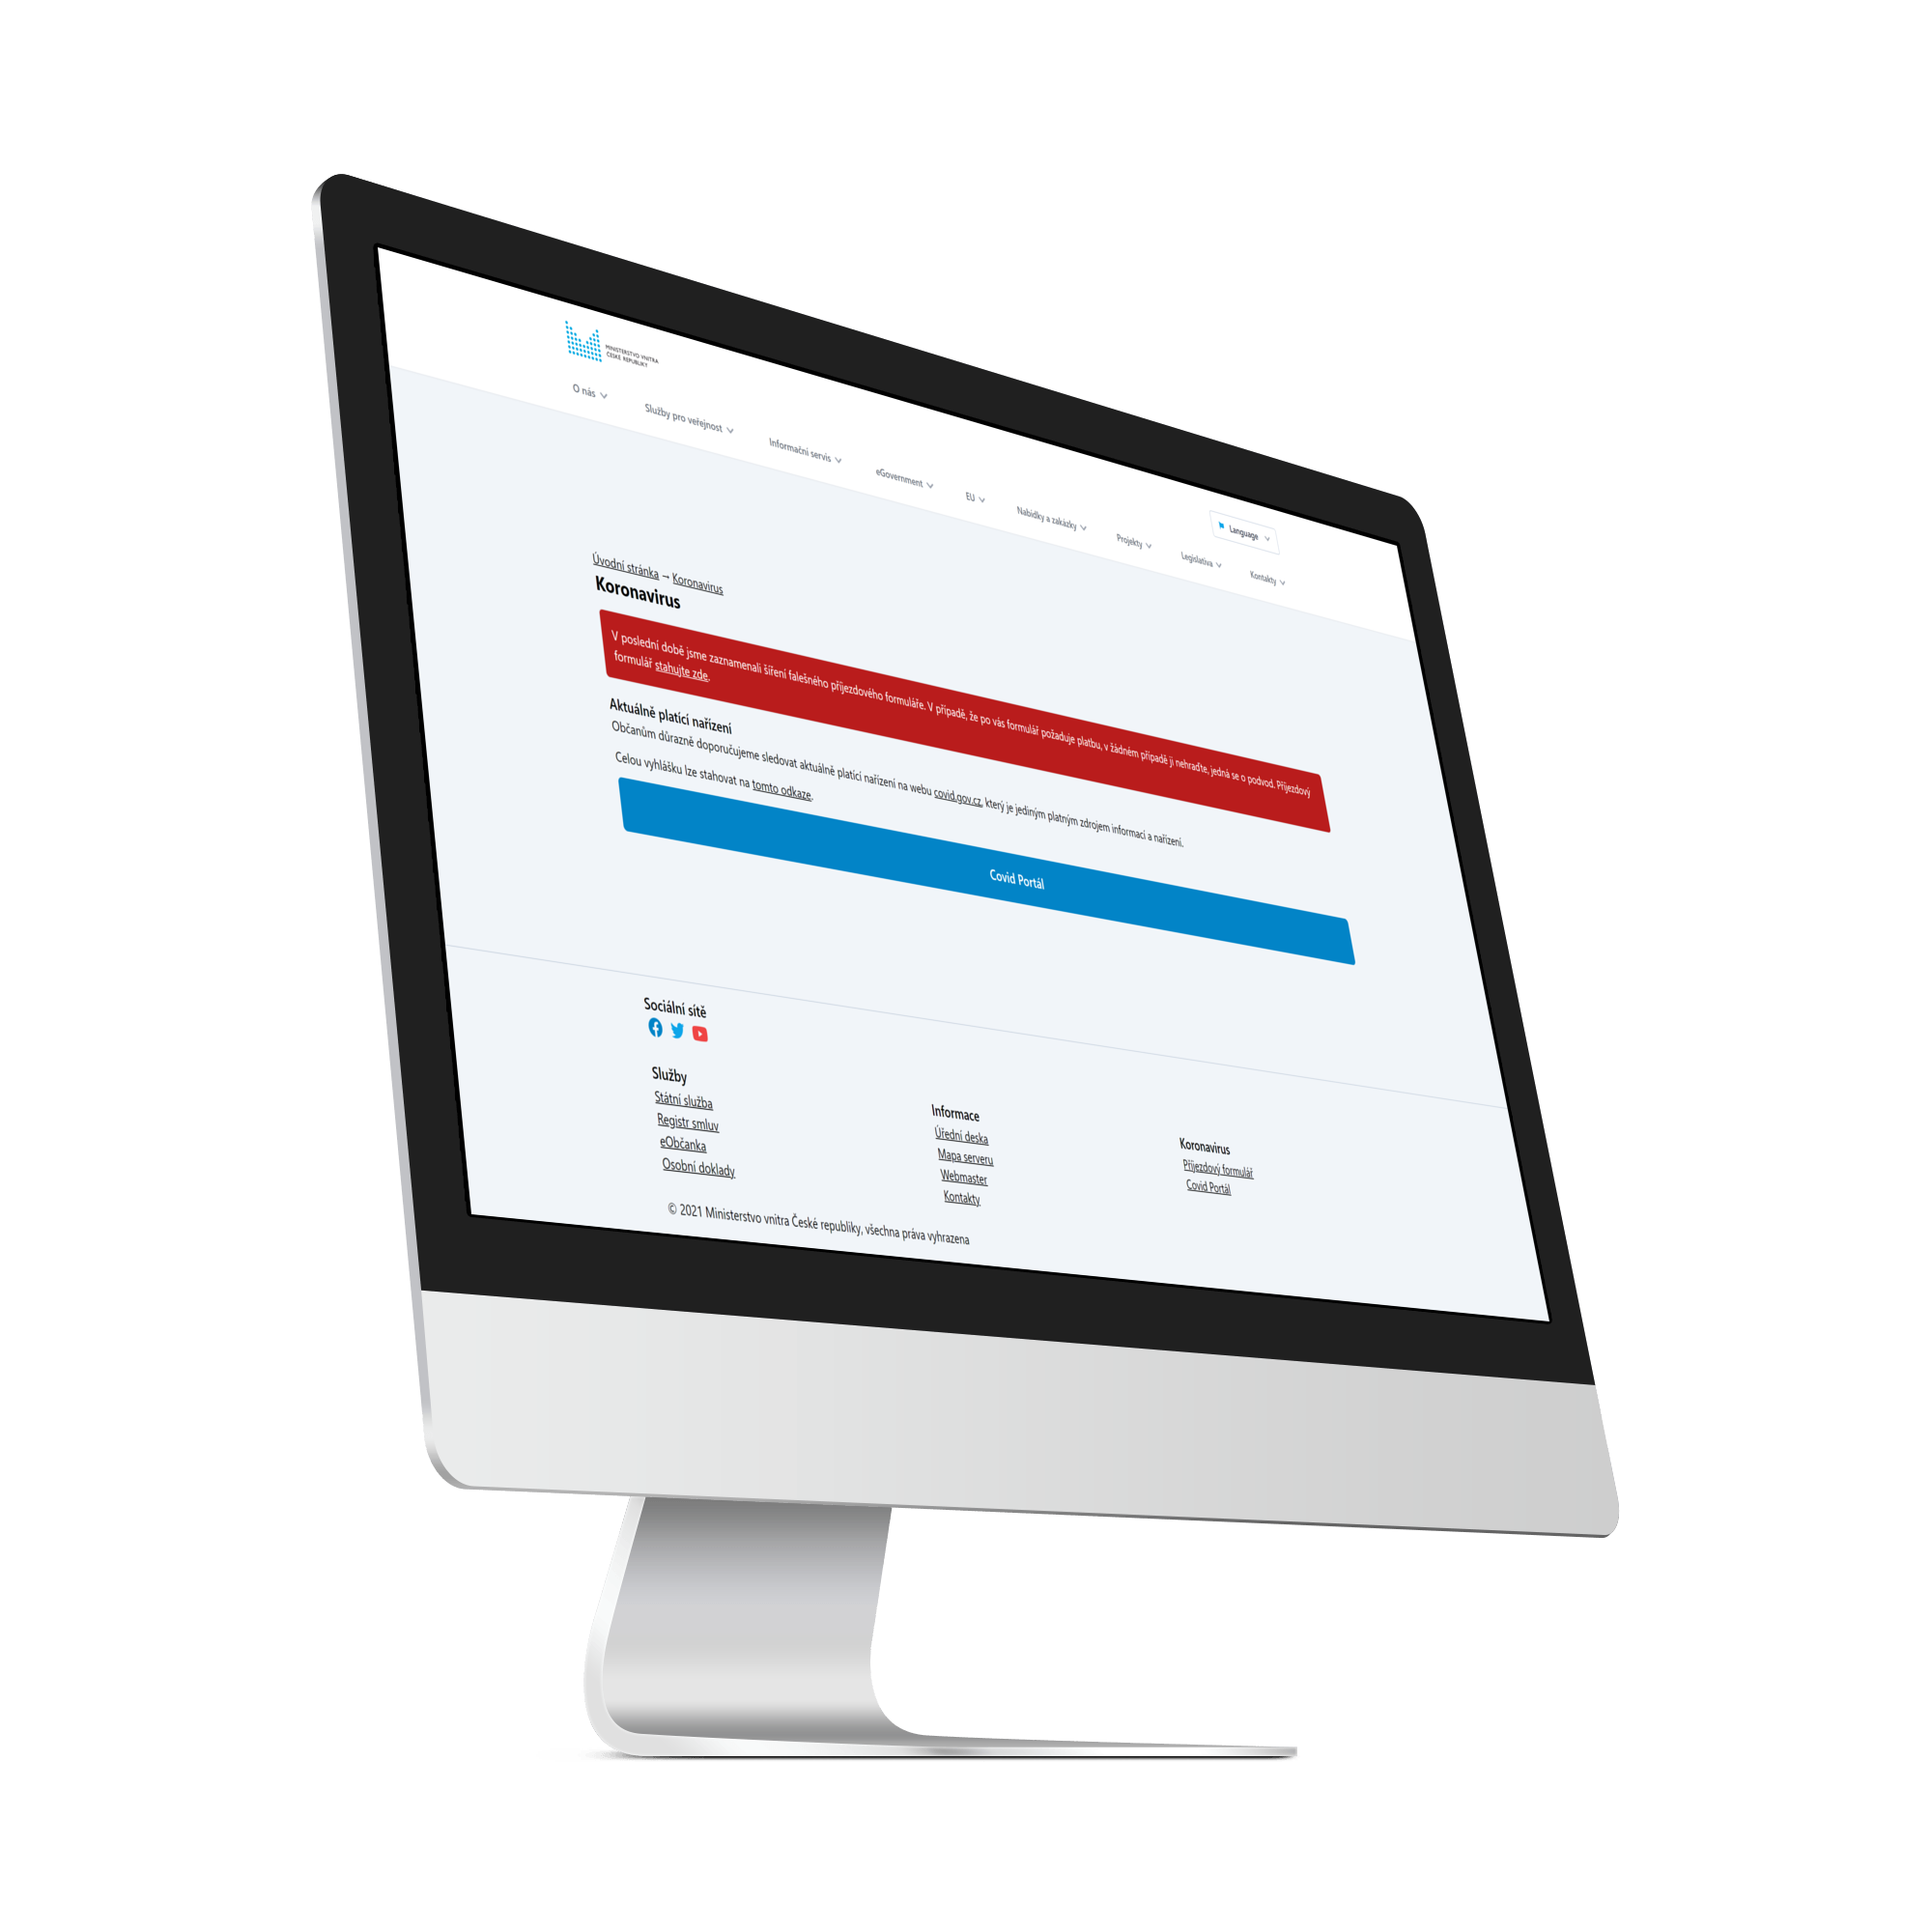 MINISTERSTVO VNITRA
ČESKÉ REPUBLIKY
Language
O nás
Služby pro veřejnost
Informační servis
eGovernment
EU
Nabídky a zakázky
Projekty
Legislativa
Kontakty
Úvodní stránka → Koronavirus
Koronavirus
V poslední době jsme zaznamenali šíření falešného příjezdového formuláře. V případě, že po vás formulář požaduje platbu, v žádném případě ji nehraďte, jedná se o podvod. Příjezdový
formulář stahujte zde.
Aktuálně platící nařízení
Občanům důrazně doporučujeme sledovat aktuálně platící nařízení na webu covid.gov.cz, který je jediným platným zdrojem informací a nařízení.
Celou vyhlášku lze stahovat na tomto odkaze.
Covid Portál
Sociální sítě
Služby
Státní služba
Registr smluv
eObčanka
Osobní doklady
Informace
Úřední deska
Mapa serveru
Webmaster
Kontakty
Koronavirus
Příjezdový formulář
Covid Portál
© 2021 Ministerstvo vnitra České republiky, všechna práva vyhrazena